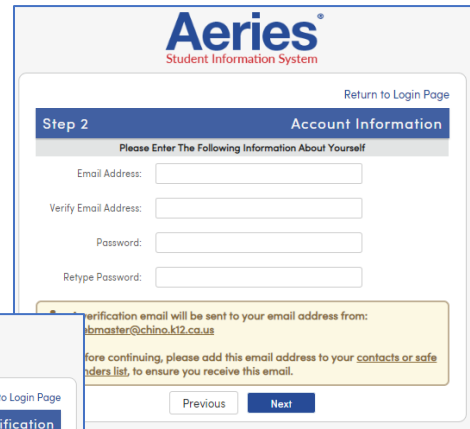 Aeries®
Student Information System
Return to Login Page
Step 2 Account Information
Please Enter The Following Information About Yourself
Email Address:
Verify Email Address:
Password:
Retype Password:
verification email will be sent to your email address from:
ebmaster@chino.k12.ca.us
fore continuing, please add this email address to your contacts or safe
nders list, to ensure you receive this email.
Previous Next
to Login Page
ification